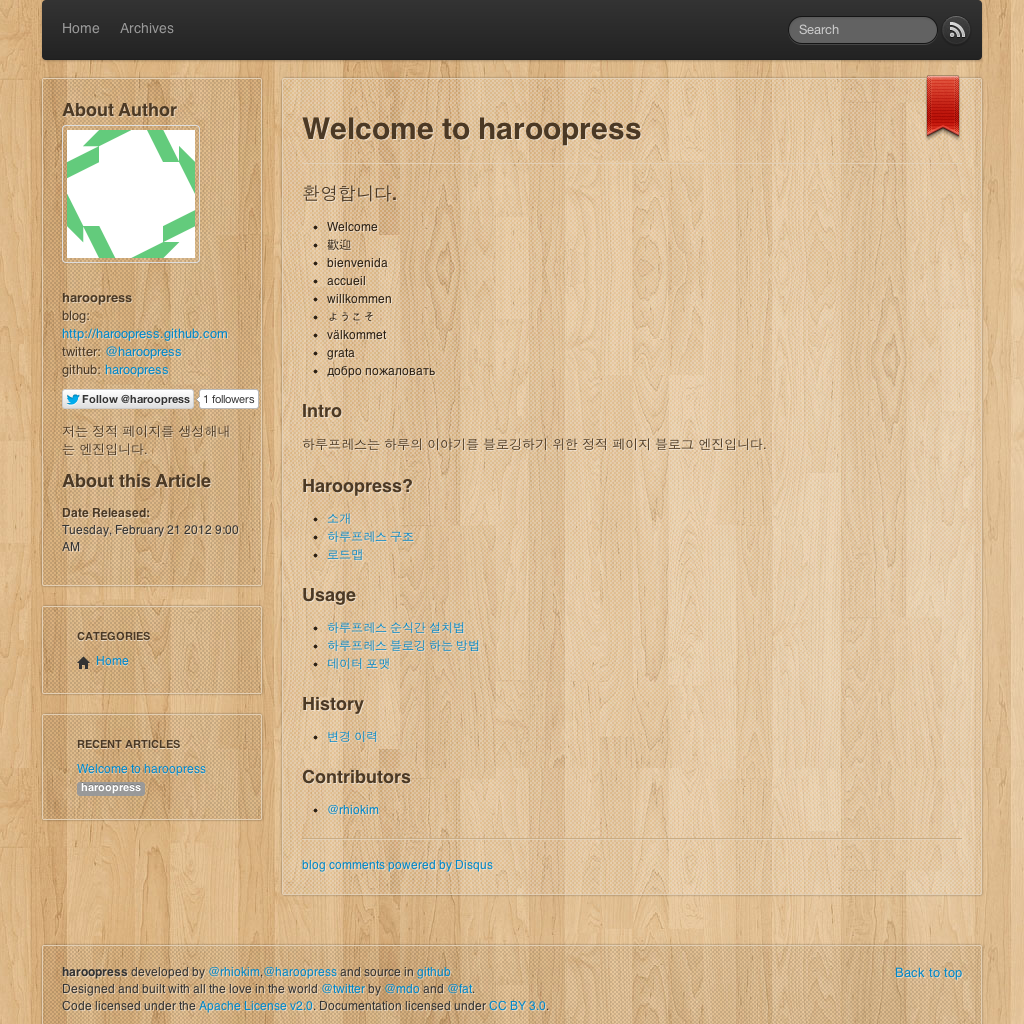 Home Archives
Search
About Author
haroopress
blog:
http://haroopress.github.com
twitter: @haroopress
github: haroopress
Follow @haroopress 1 followers
저는 정적 페이지를 생성해내
는 엔진입니다.
About this Article
Date Released:
Tuesday, February 21 2012 9:00
AM
CATEGORIES
Home
RECENT ARTICLES
Welcome to haroopress
haroopress
Welcome to haroopress
환영합니다.
Welcome
歡迎
bienvenida
accueil
willkommen
ようこそ
välkommet
grata
добро пожаловать
Intro
하루프레스는 하루의 이야기를 블로깅하기 위한 정적 페이지 블로그 엔진입니다.
Haroopress?
소개
하루프레스 구조
로드맵
Usage
하루프레스 순식간 설치법
하루프레스 블로깅 하는 방법
데이터 포맷
History
변경 이력
Contributors
@rhiokim
blog comments powered by Disqus
haroopress developed by @rhiokim,@haroopress and source in github
Designed and built with all the love in the world @twitter by @mdo and @fat.
Code licensed under the Apache License v2.0. Documentation licensed under CC BY 3.0.
Back to top